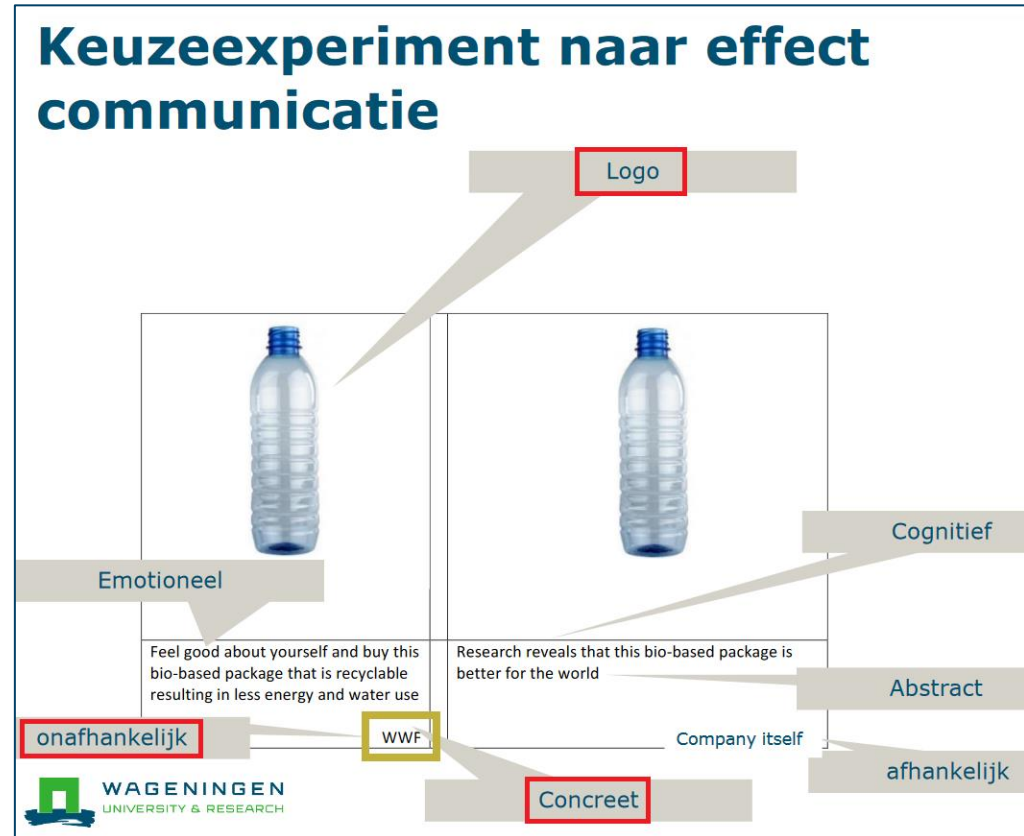 Keuzeexperiment naar effect
communicatie
Logo
Cognitief
Emotioneel
Feel good about yourself and buy this
bio-based package that is recyclable
resulting in less energy and water use
WWF
Research reveals that this bio-based package is
better for the world
Abstract
onafhankelijk
Company itself
afhankelijk
Concreet
WAGENINGEN
UNIVERSITY & RESEARCH